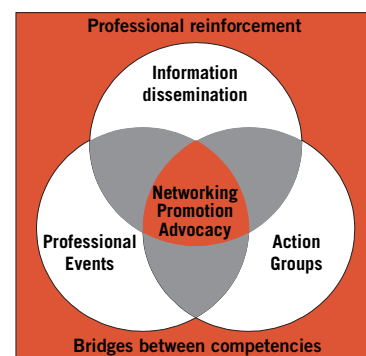 Professional reinforcement
Information
dissemination
Networking
Promotion
Advocacy
Professional
Events
Action
Groups
Bridges between competencies